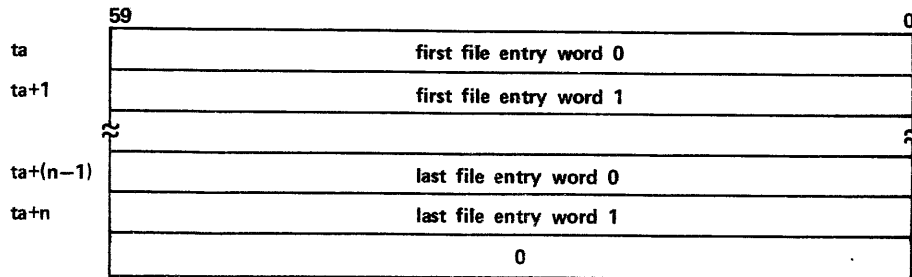 59 0
ta first file entry word 0
ta+1 first file entry word 1
ta+(n−1) last file entry word 0
ta+n last file entry word 1
0